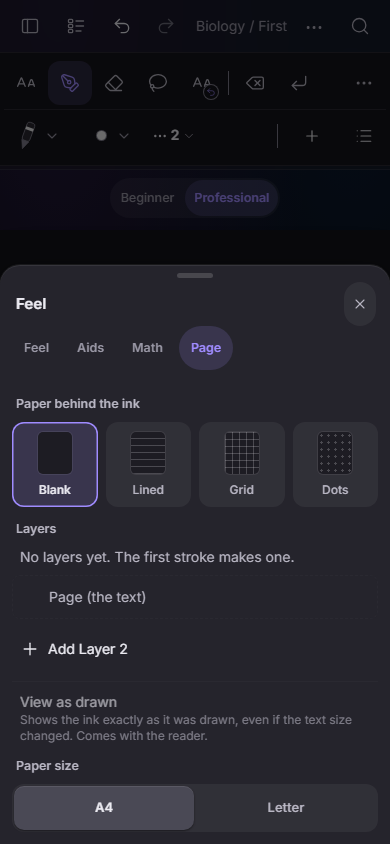 Biology / First
AA
AA
2
Beginner
Professional
Feel
Feel
Aids
Math
Page
Paper behind the ink
Blank
Lined
Grid
Dots
Layers
No layers yet. The first stroke makes one.
Page (the text)
Add Layer 2
View as drawn
Shows the ink exactly as it was drawn, even if the text size
changed. Comes with the reader.
Paper size
A4
Letter